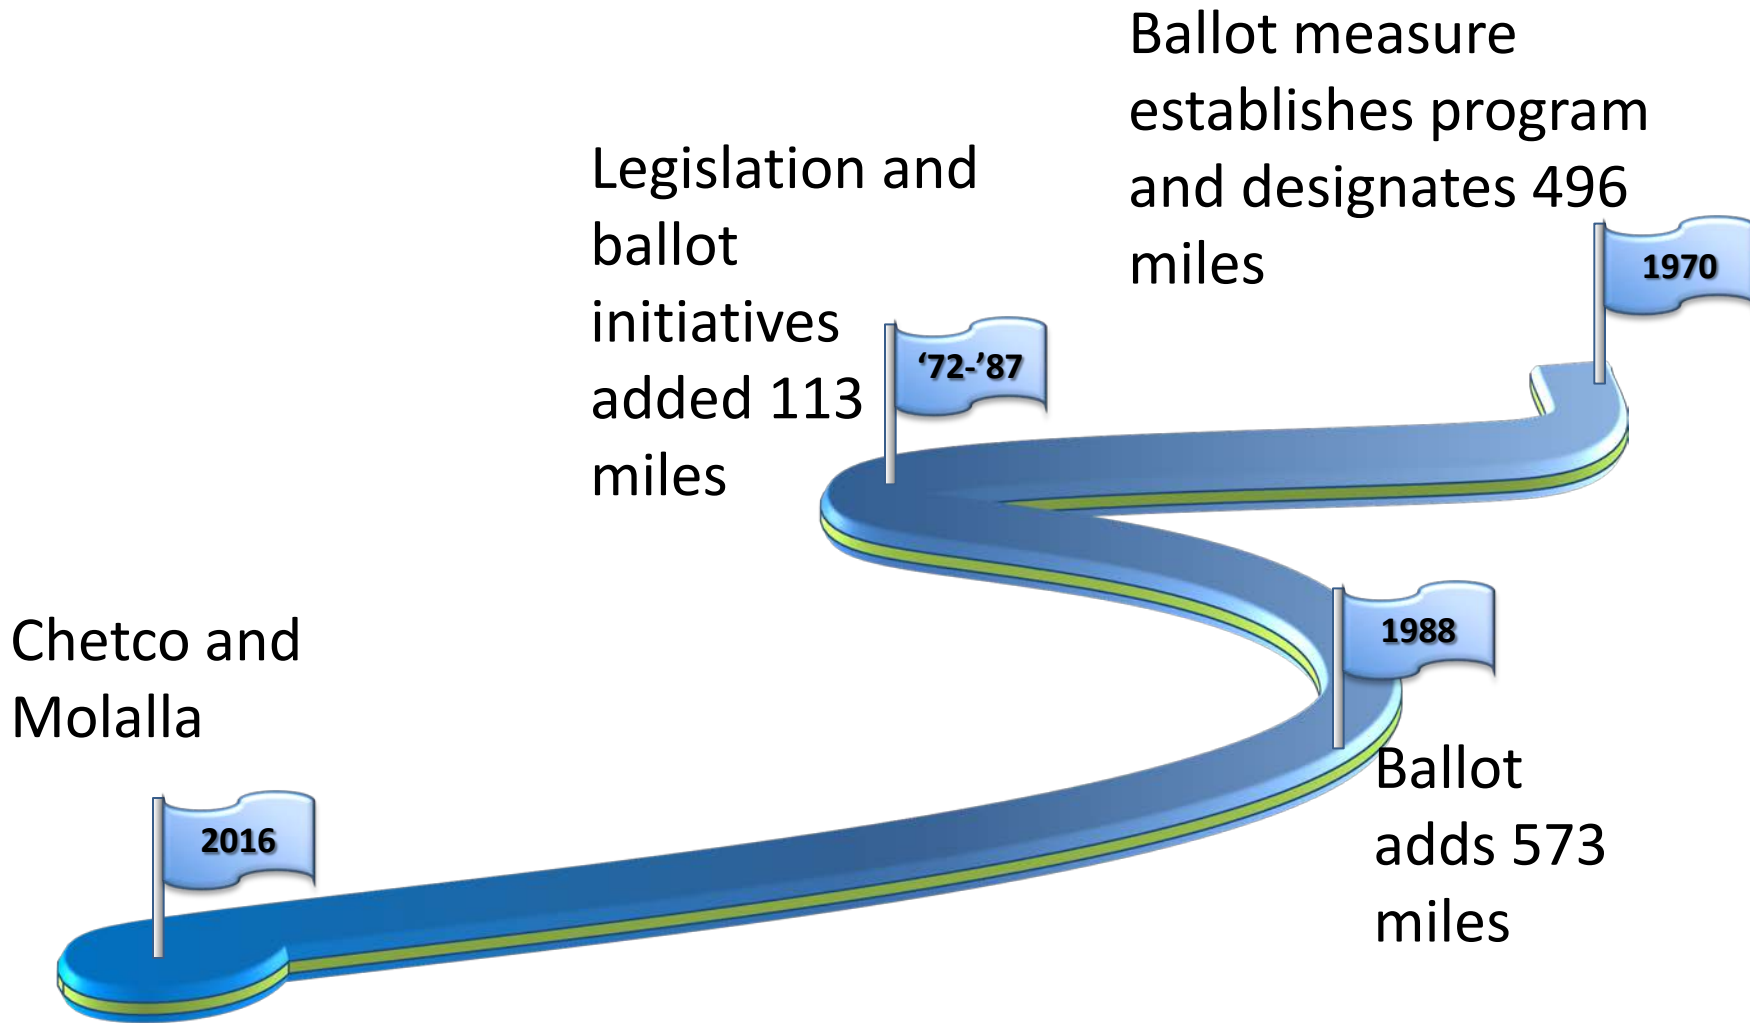 Ballot measure
establishes program
and designates 496
miles
1970
Legislation and
ballot
initiatives
added 113
miles
‘72-’87
1988
Ballot
adds 573
miles
Chetco and
Molalla
2016